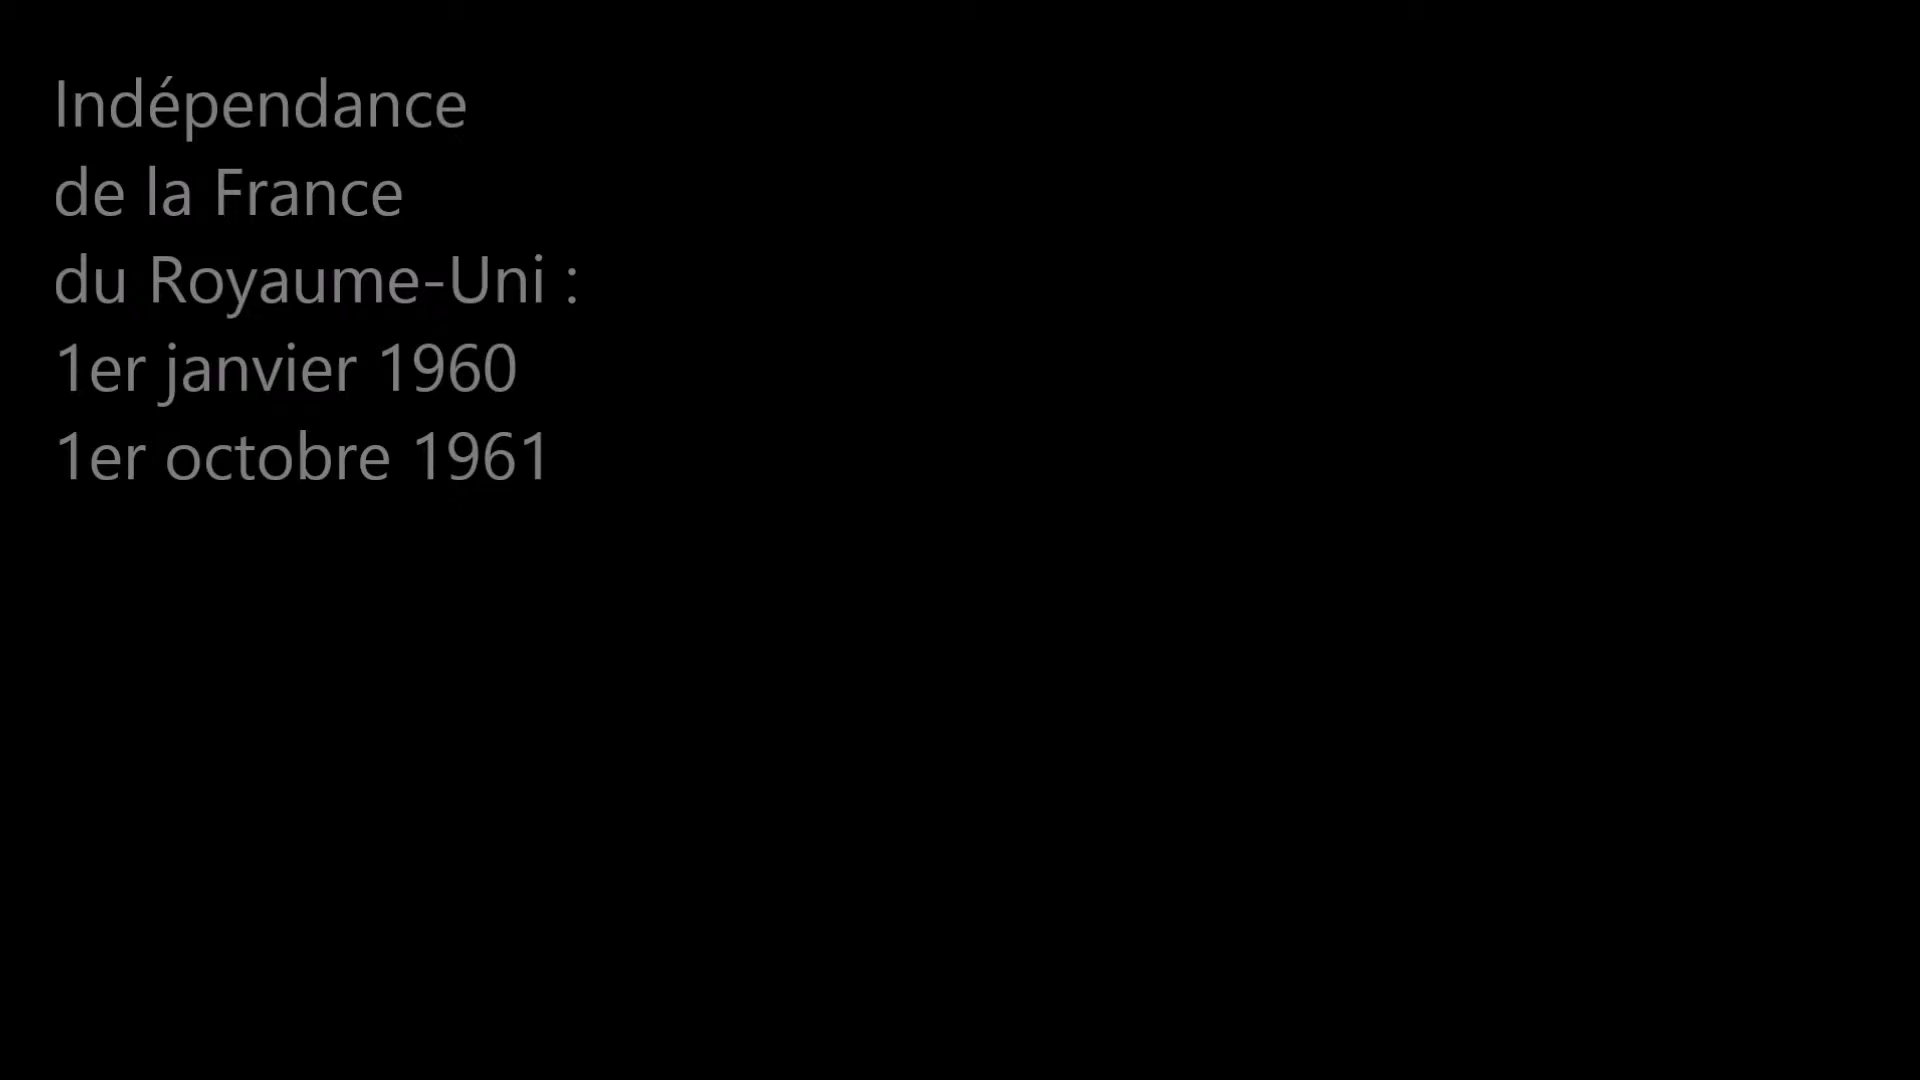 Indépendance
de la France
du Royaume-Uni :
1er janvier 1960
1er octobre 1961